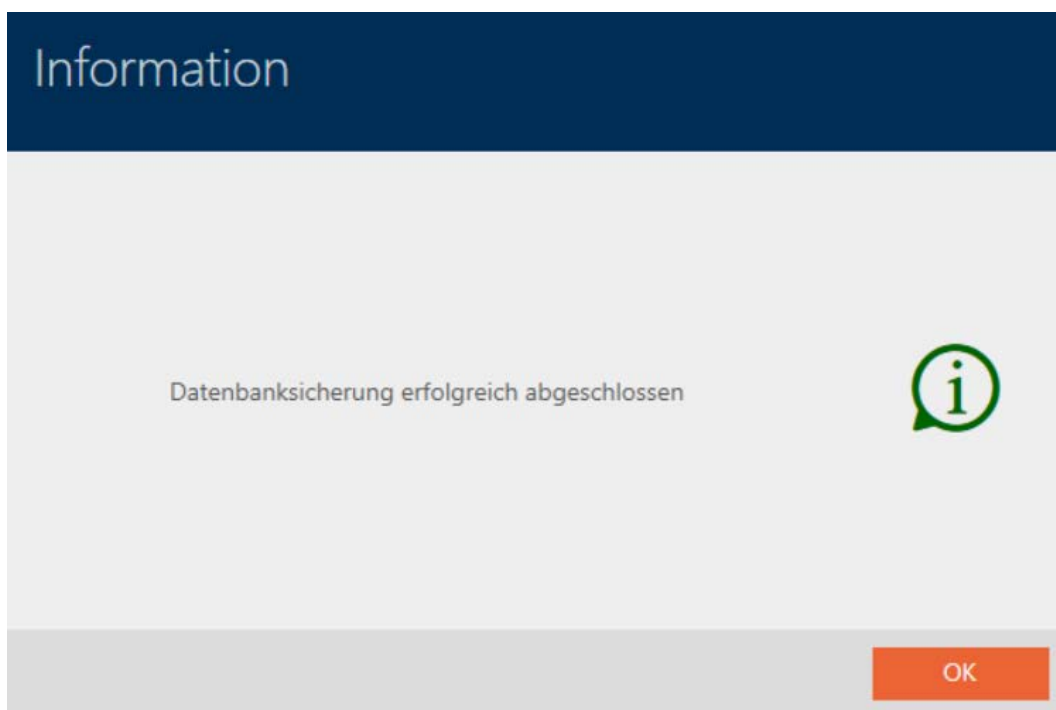 Information
Datenbanksicherung erfolgreich abgeschlossen
i
OK